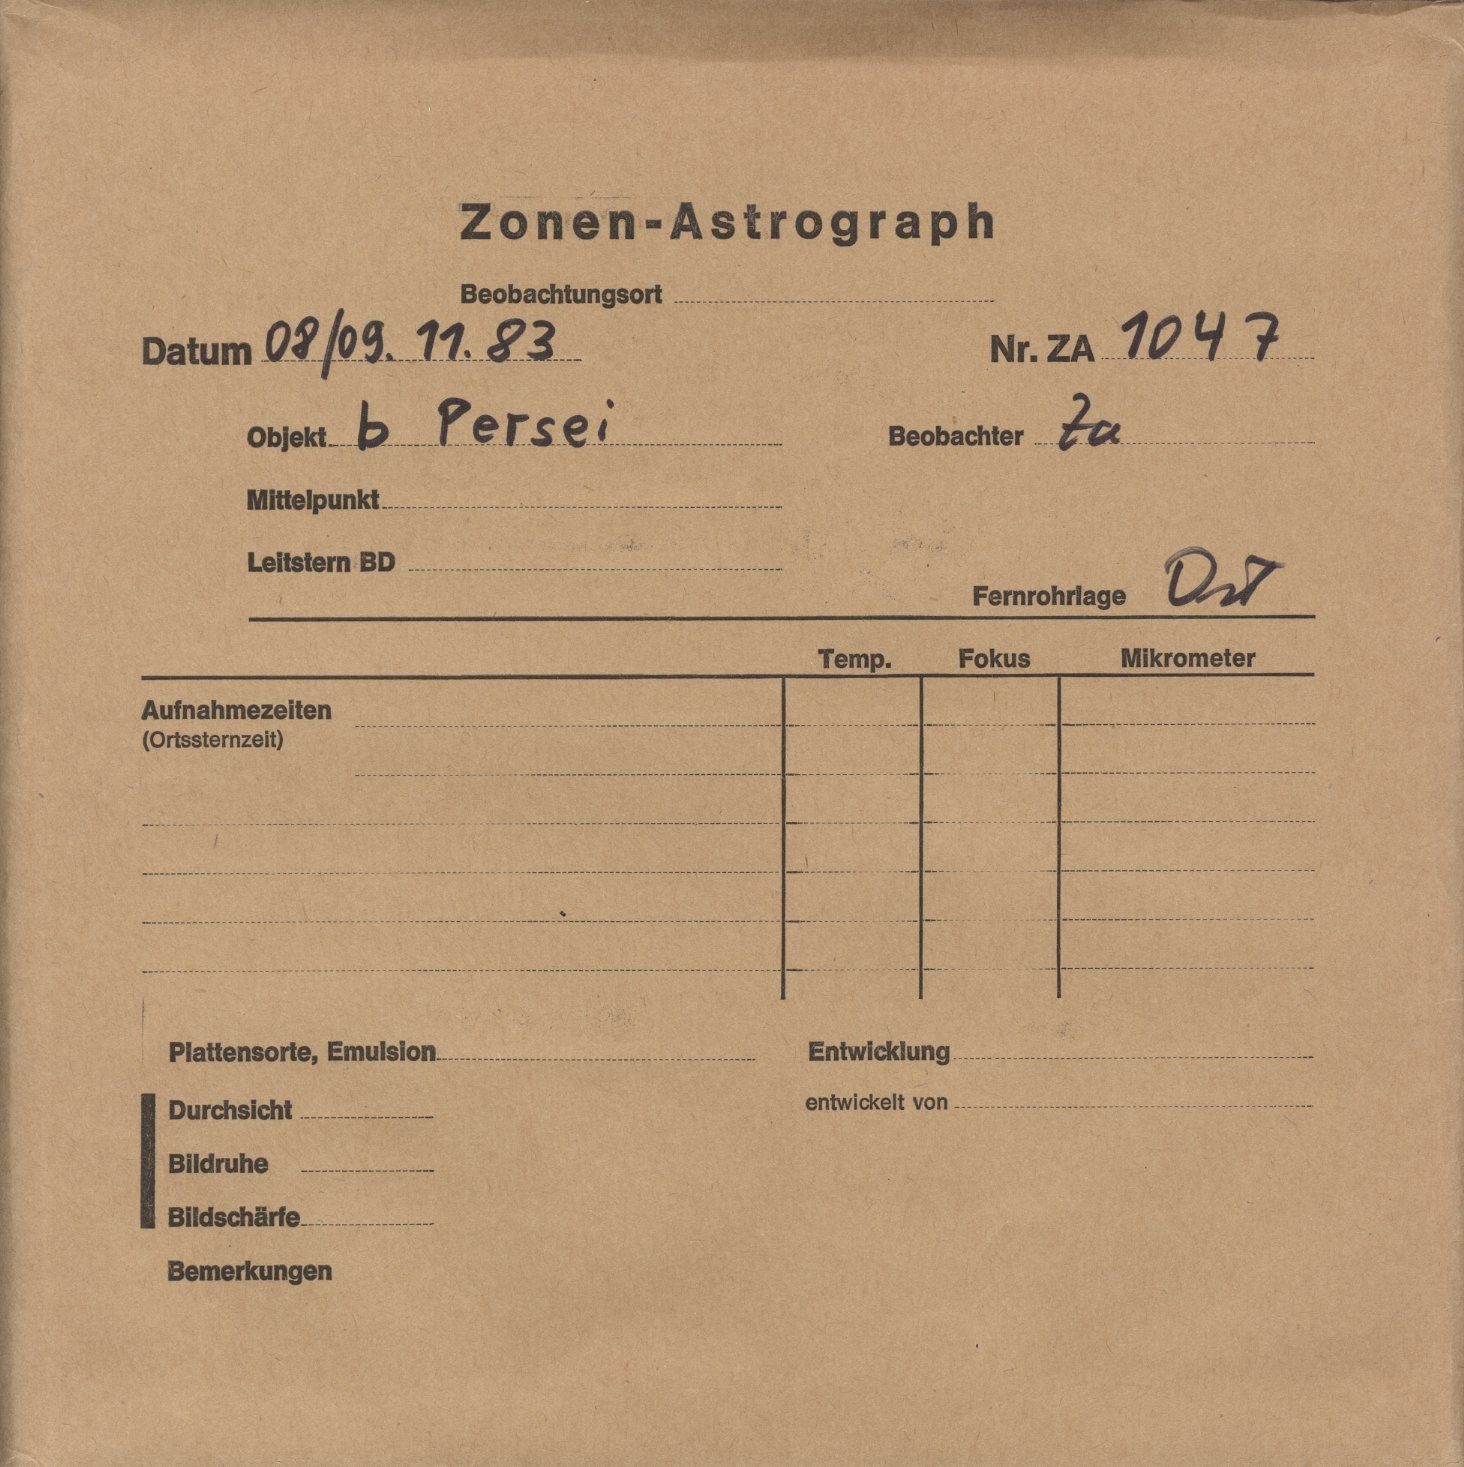 Zonen-Astrograph
Beobachtungsort
Datum 08/09. 11. 83 Nr. ZA 1047
Objekt b Persei Beobachter Za
Mittelpunkt
Leitstern BD
Fernrohrlage Ost
Temp. Fokus Mikrometer
Aufnahmezeiten
(Ortssternzeit)
Plattensorte, Emulsion Entwicklung
Durchsicht entwickelt von
Bildruhe
Bildschärfe
Bemerkungen